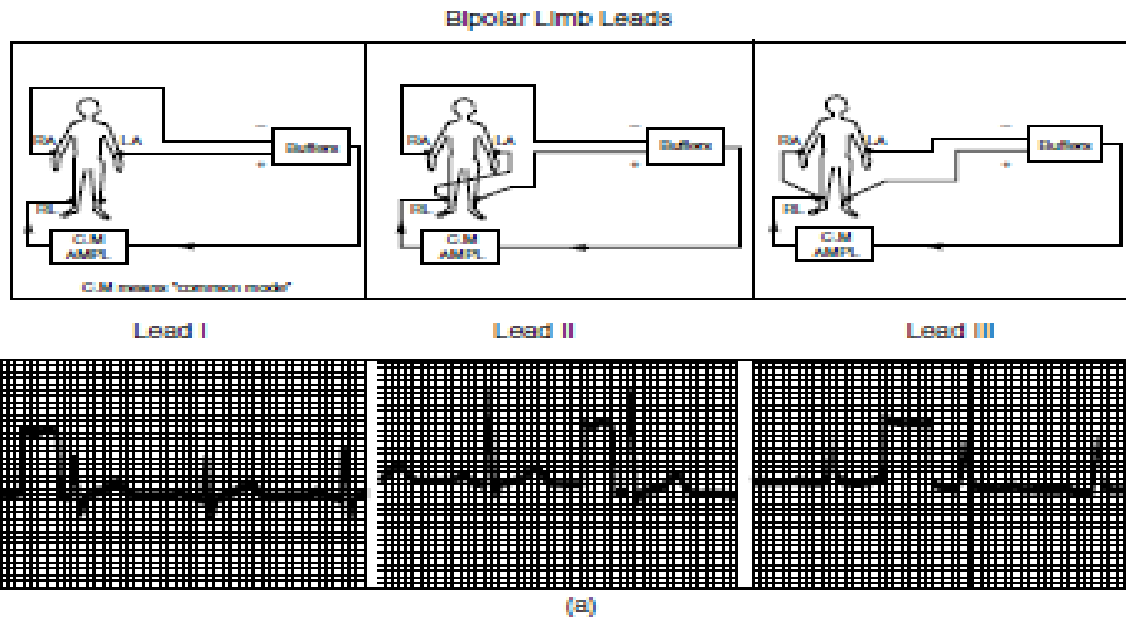 Bipolar Limb Leads
RA LA
−
+
Buffers
RL
C.M
AMPL
C.M means "common mode"
RA LA
−
+
Buffers
RL
C.M
AMPL
RA LA
−
+
Buffers
RL
C.M
AMPL
Lead I
Lead II
Lead III
(a)